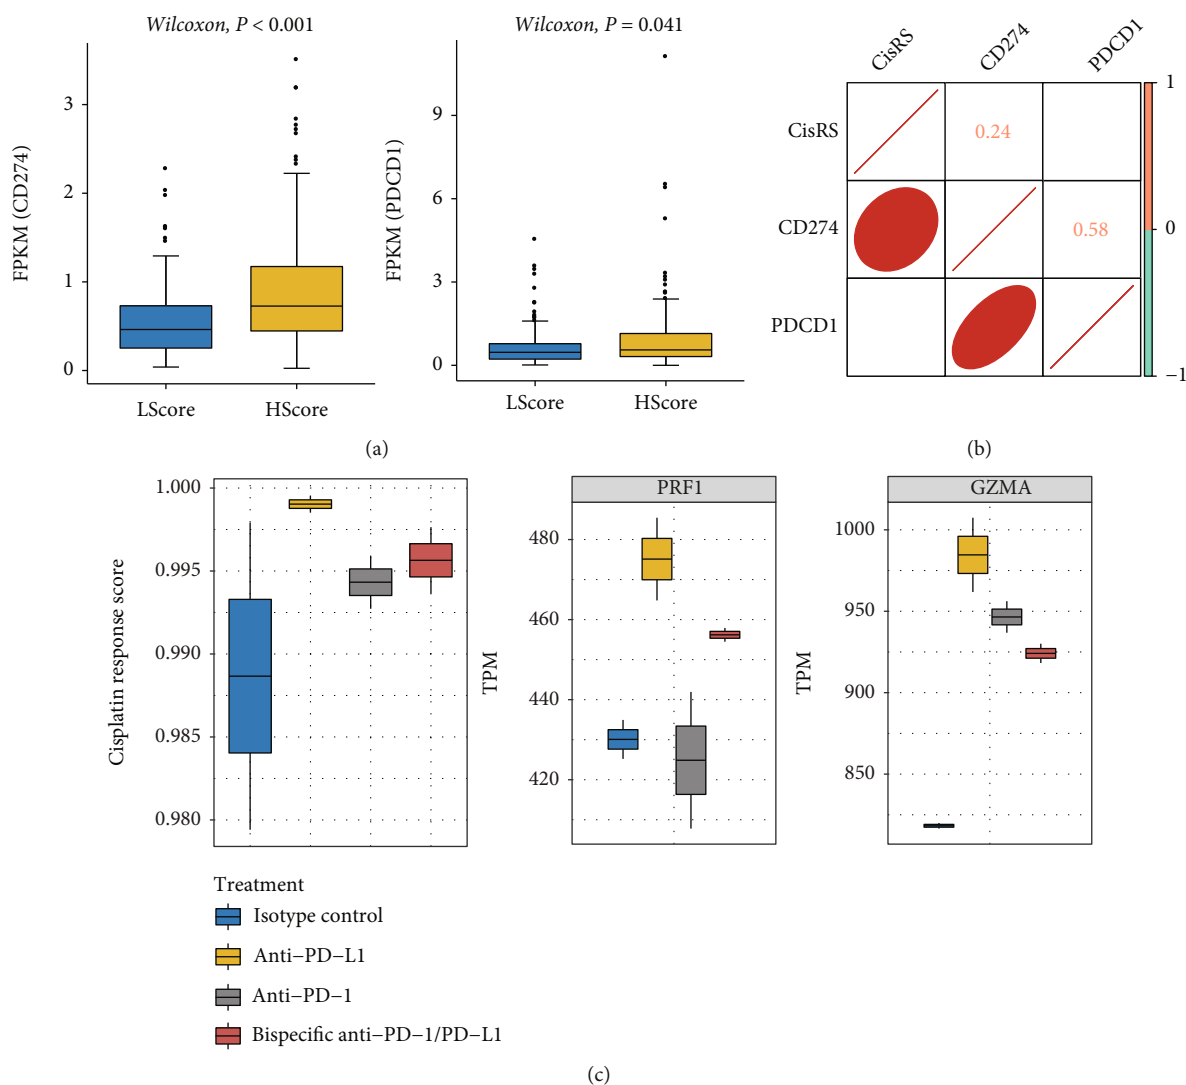 Wilcoxon, P < 0.001
FPKM (CD274)
3
2
1
0
LScore
HScore
Wilcoxon, P = 0.041
FPKM (PDCD1)
9
6
3
0
LScore
HScore
(a)
CisRS
CD274
PDCD1
CisRS
0.24
CD274
0.58
PDCD1
1
0
−1
(b)
Cisplatin response score
1.000
0.995
0.990
0.985
0.980
PRF1
TPM
480
460
440
420
GZMA
TPM
1000
950
900
850
Treatment
Isotype control
Anti−PD−L1
Anti−PD−1
Bispecific anti−PD−1/PD−L1
(c)